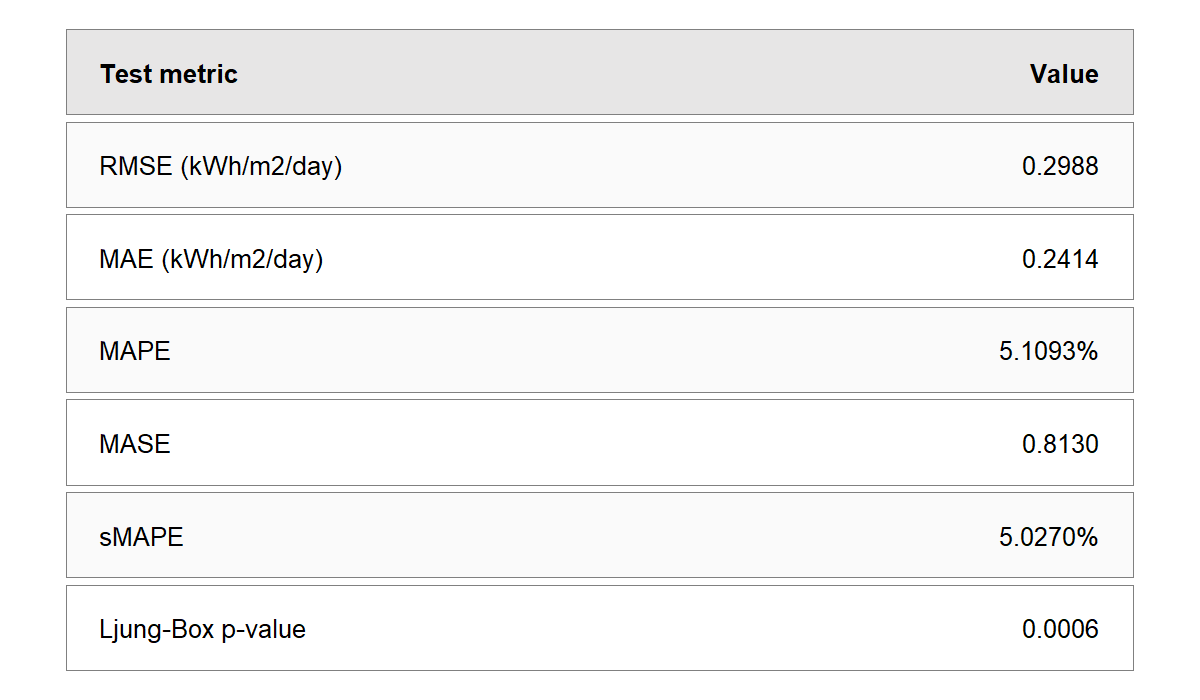 Test metric Value
RMSE (kWh/m2/day) 0.2988
MAE (kWh/m2/day) 0.2414
MAPE 5.1093%
MASE 0.8130
sMAPE 5.0270%
Ljung-Box p-value 0.0006